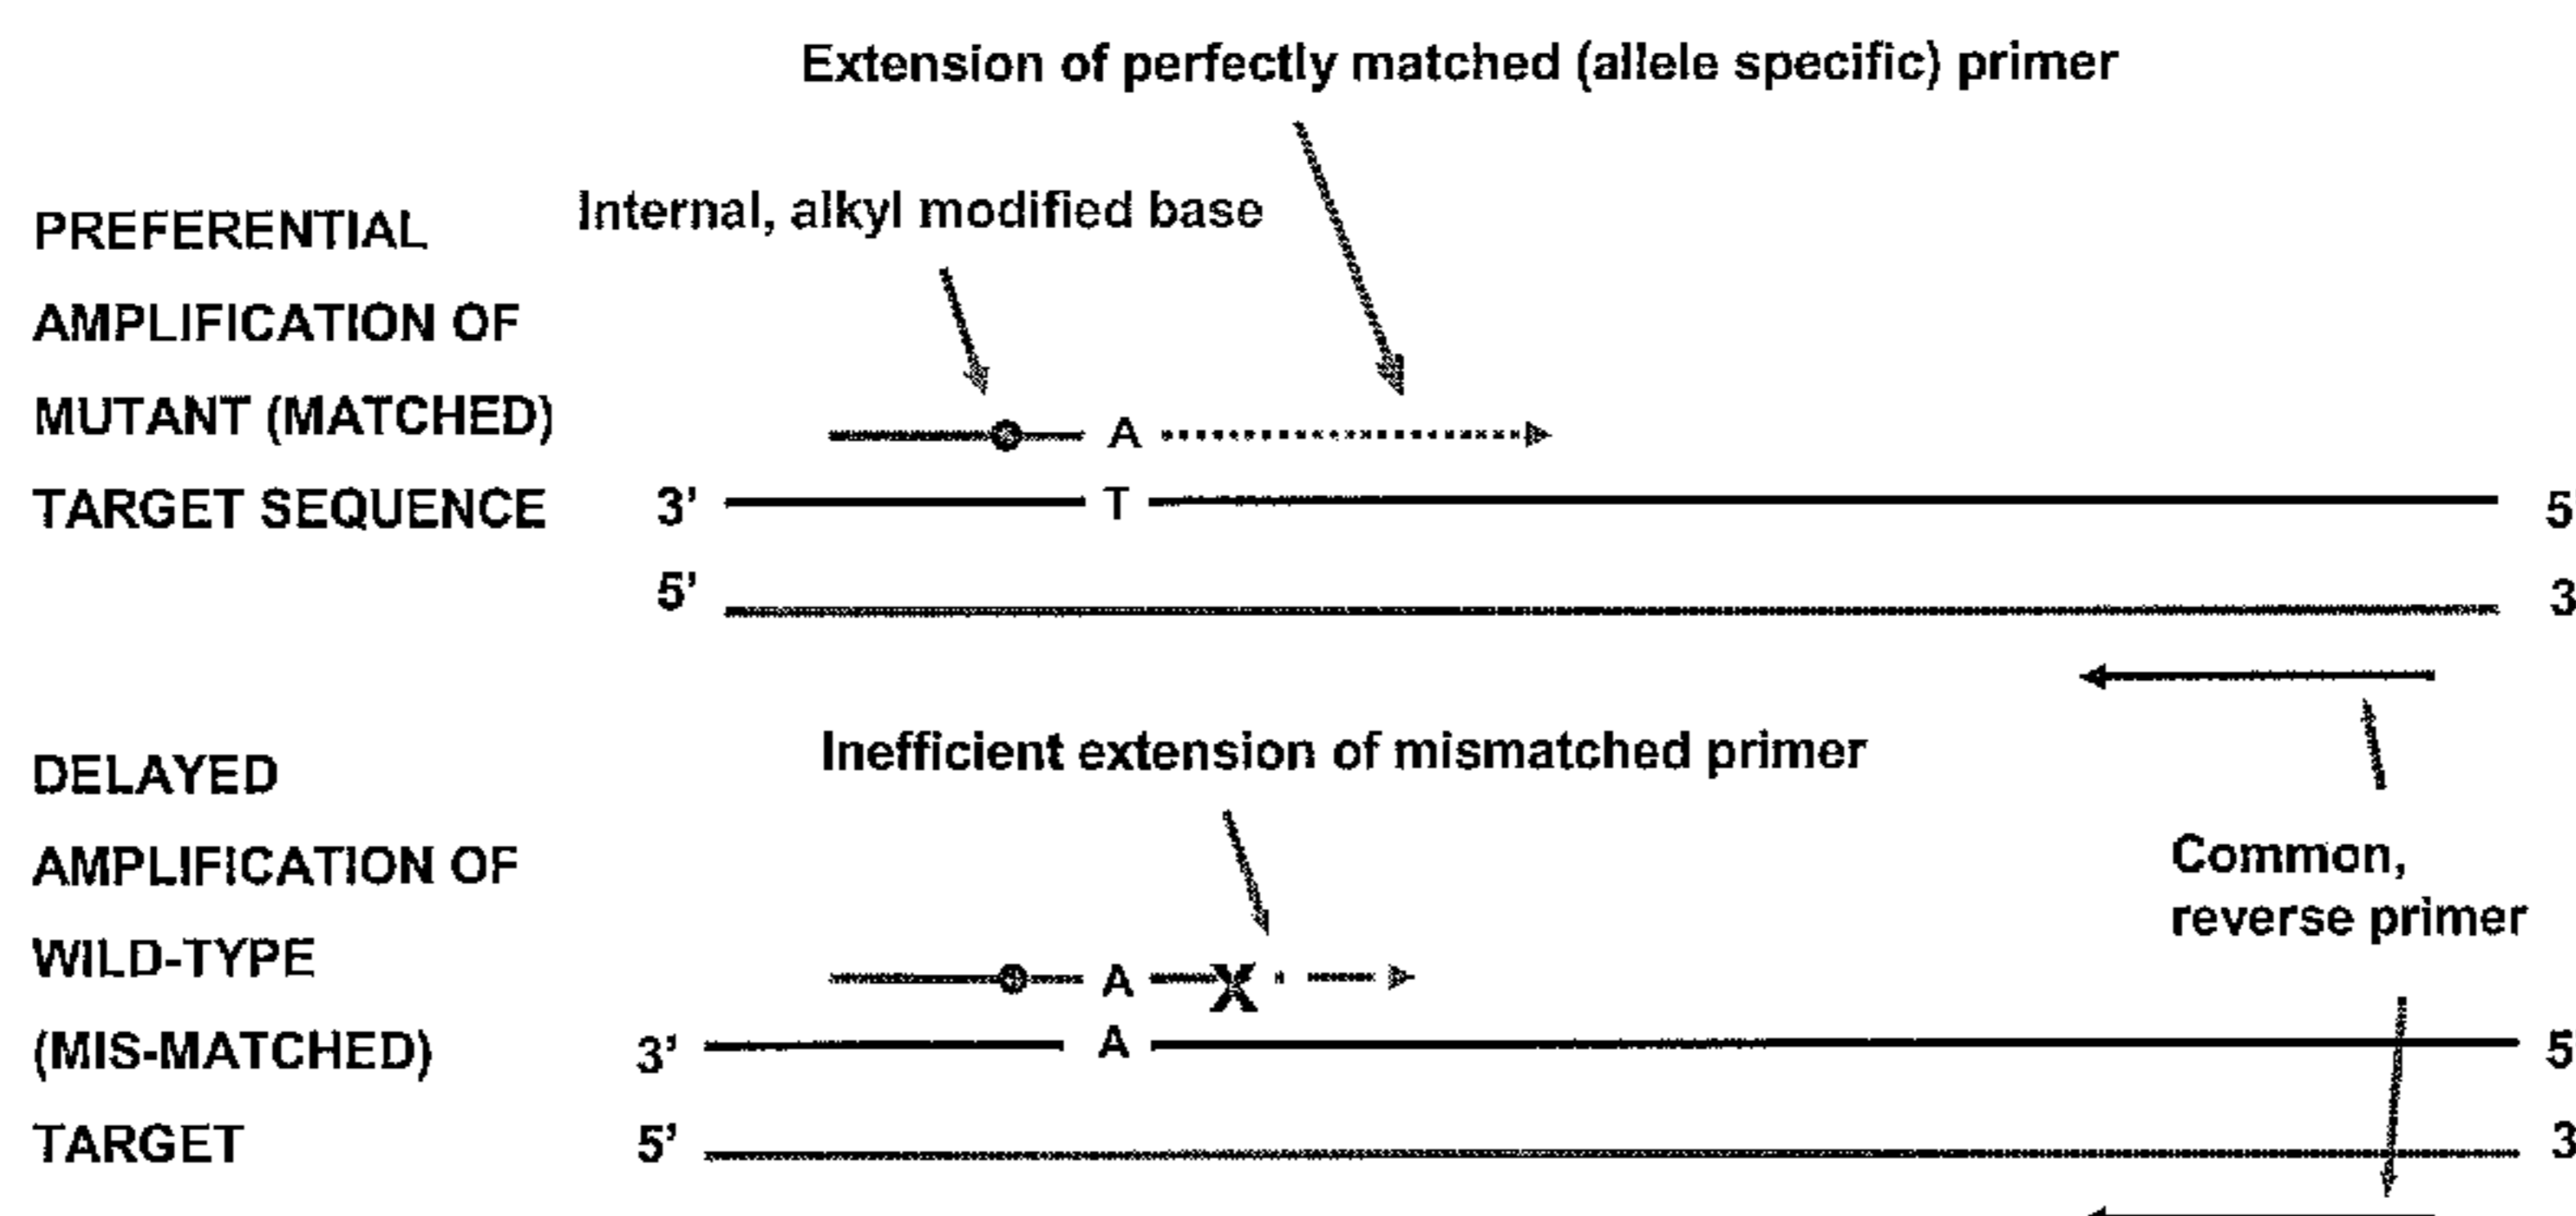 Extension of perfectly matched (allele specific) primer
Internal, alkyl modified base
PREFERENTIAL
AMPLIFICATION OF
MUTANT (MATCHED)
TARGET SEQUENCE
A
3' T 5
5' 3
Inefficient extension of mismatched primer
DELAYED
AMPLIFICATION OF
WILD-TYPE
(MIS-MATCHED)
TARGET
Common,
reverse primer
A X
3' A 5
5' 3